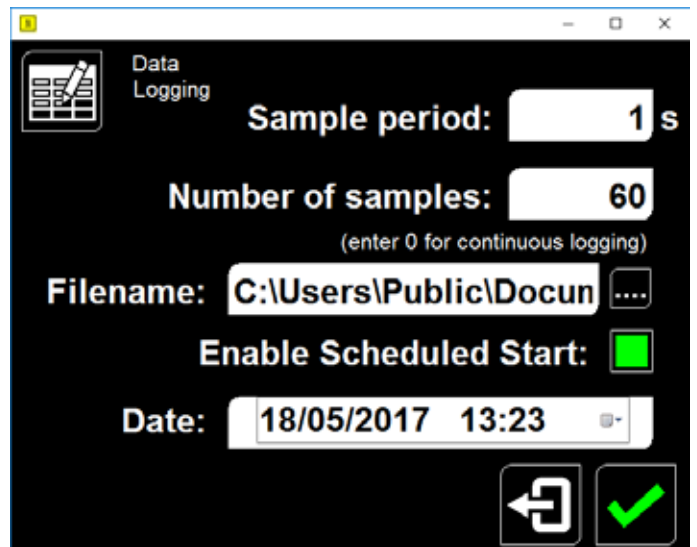 Data
Logging
Sample period: 1 s
Number of samples: 60
(enter 0 for continuous logging)
Filename: C:\Users\Public\Docun ....
Enable Scheduled Start:
Date: 18/05/2017 13:23